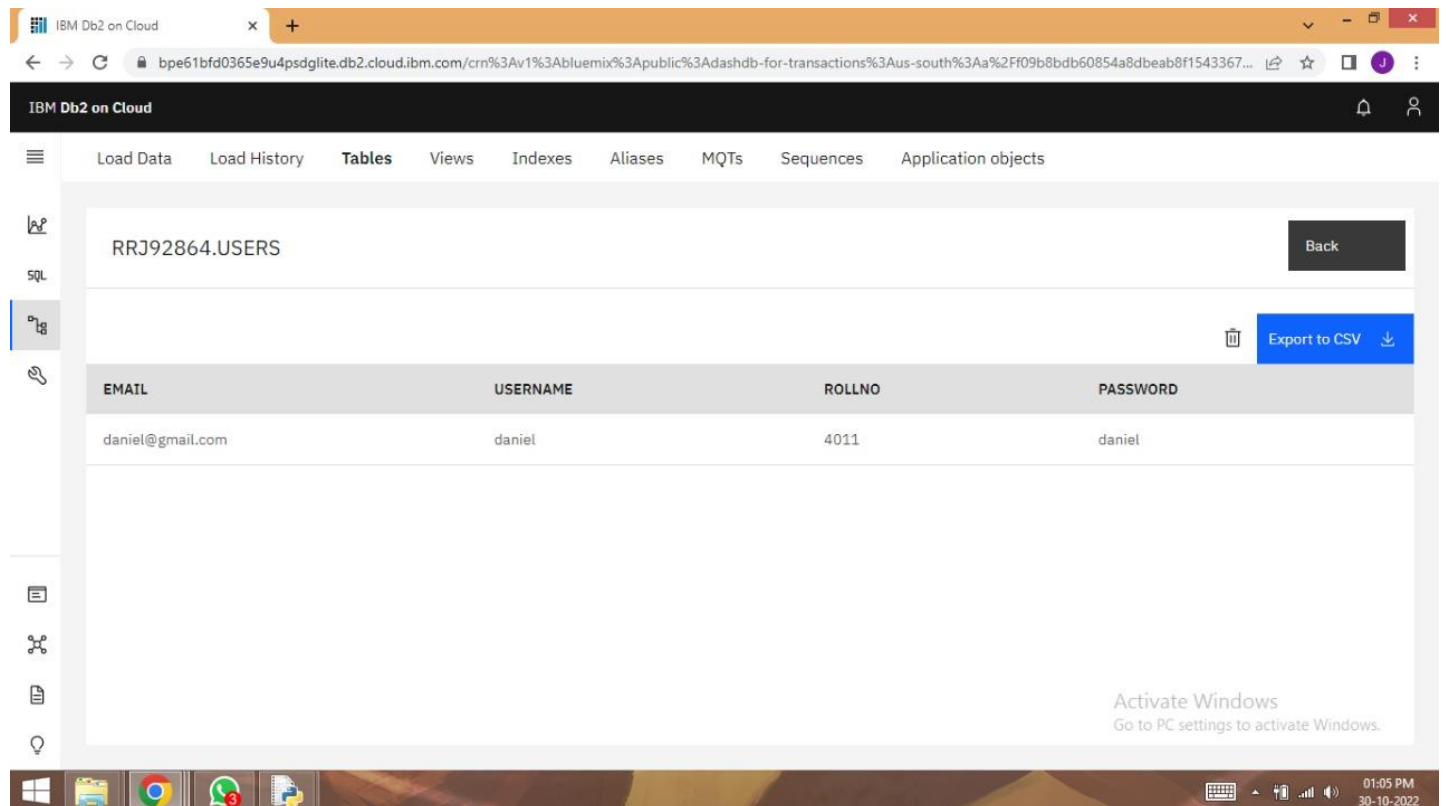 IBM Db2 on Cloud
bpe61bfd0365e9u4psdglite.db2.cloud.ibm.com/crn%3Av1%3Abluemix%3Apublic%3Adashdb-for-transactions%3Aus-south%3Aa%2Ff09b8bdb60854a8dbeab8f1543367...
J
IBM Db2 on Cloud
Load Data Load History Tables Views Indexes Aliases MQTs Sequences Application objects
RRJ92864.USERS
Back
SQL
Export to CSV
EMAIL USERNAME ROLLNO PASSWORD
daniel@gmail.com daniel 4011 daniel
Activate Windows
Go to PC settings to activate Windows.
3
01:05 PM
30-10-2022